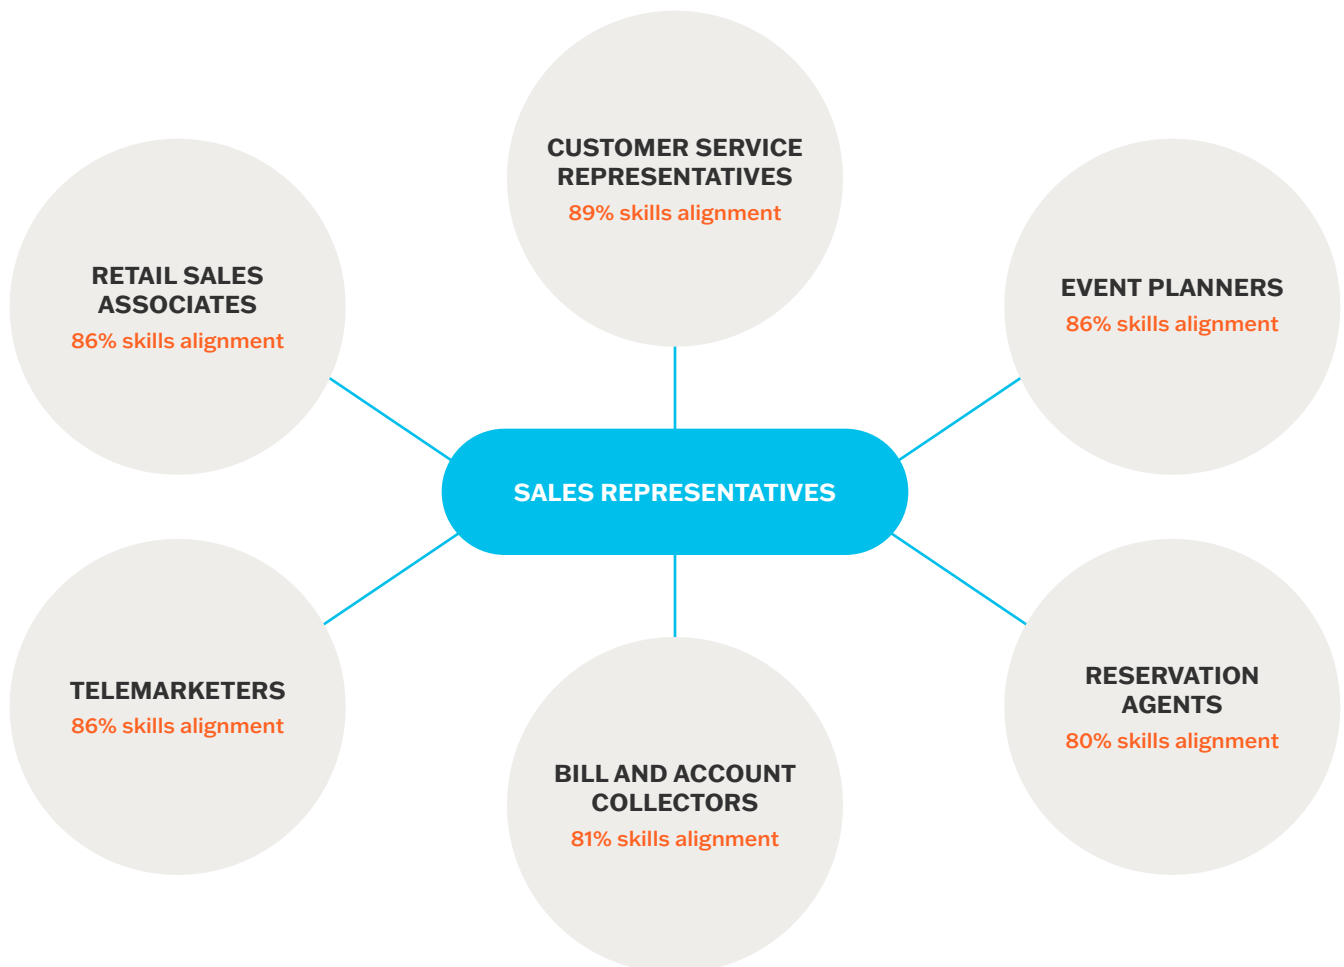 CUSTOMER SERVICE
REPRESENTATIVES
89% skills alignment
RETAIL SALES
ASSOCIATES
86% skills alignment
EVENT PLANNERS
86% skills alignment
SALES REPRESENTATIVES
TELEMARKETERS
86% skills alignment
RESERVATION
AGENTS
80% skills alignment
BILL AND ACCOUNT
COLLECTORS
81% skills alignment